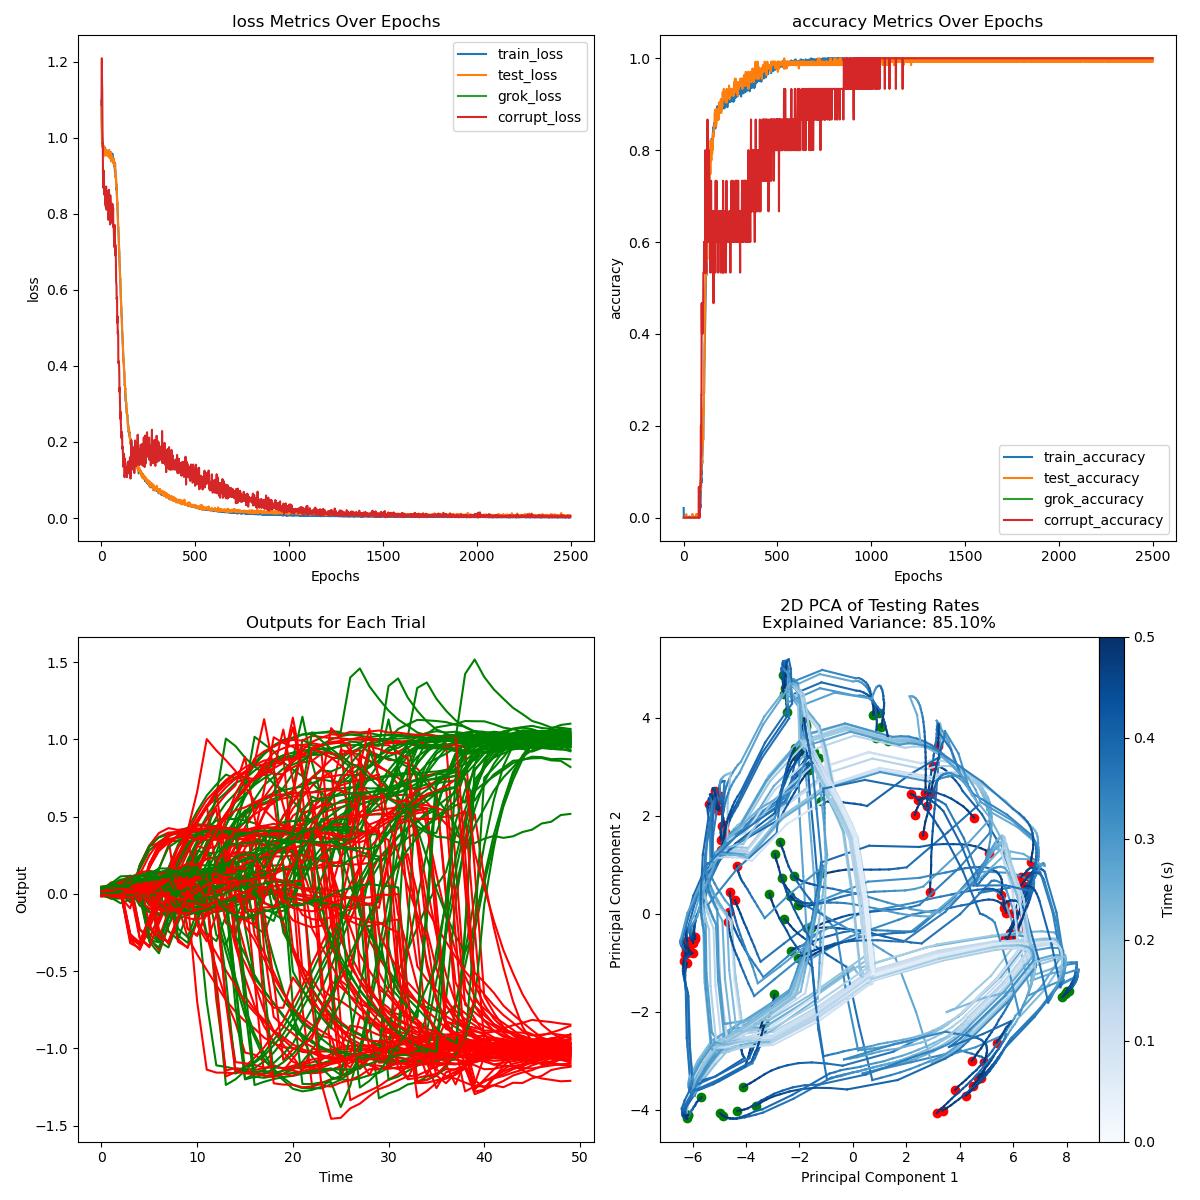 loss Metrics Over Epochs
loss
1.2
1.0
0.8
0.6
0.4
0.2
0.0
0 500 1000 1500 2000 2500
Epochs
train_loss
test_loss
grok_loss
corrupt_loss
accuracy Metrics Over Epochs
accuracy
1.0
0.8
0.6
0.4
0.2
0.0
0 500 1000 1500 2000 2500
Epochs
train_accuracy
test_accuracy
grok_accuracy
corrupt_accuracy
Outputs for Each Trial
Output
1.5
1.0
0.5
0.0
−0.5
−1.0
−1.5
0 10 20 30 40 50
Time
2D PCA of Testing Rates
Explained Variance: 85.10%
Principal Component 2
4
2
0
−2
−4
−6 −4 −2 0 2 4 6 8
Principal Component 1
0.5
0.4
0.3
0.2
0.1
0.0
Time (s)